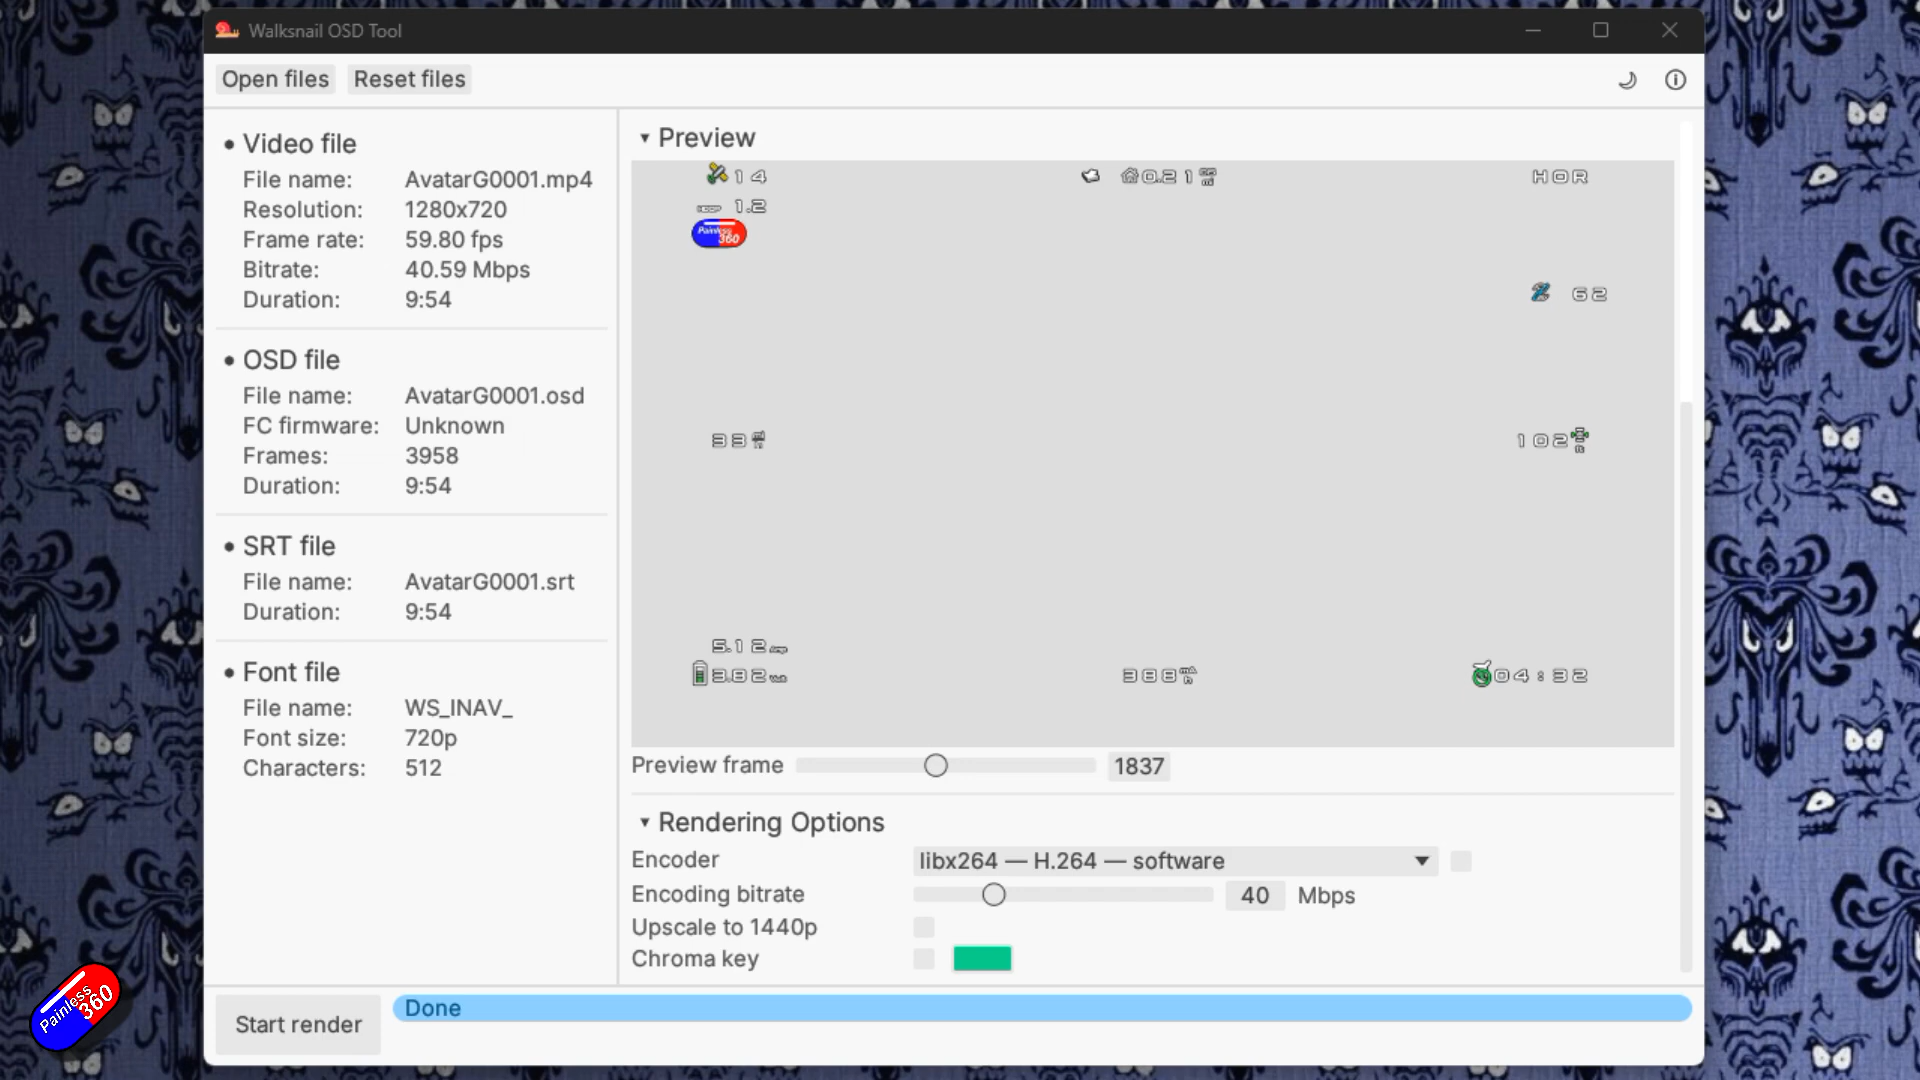 Walksnail OSD Tool
Open files Reset files
Video file
File name: AvatarG0001.mp4
Resolution: 1280x720
Frame rate: 59.80 fps
Bitrate: 40.59 Mbps
Duration: 9:54
OSD file
File name: AvatarG0001.osd
FC firmware: Unknown
Frames: 3958
Duration: 9:54
SRT file
File name: AvatarG0001.srt
Duration: 9:54
Font file
File name: WS_INAV_
Font size: 720p
Characters: 512
Preview
14 0.21 HOR
1.2
Painless 360
62
33 102
5.12
3.82 388 04:32
Preview frame 1837
Rendering Options
Encoder libx264 — H.264 — software
Encoding bitrate 40 Mbps
Upscale to 1440p
Chroma key
Start render Done
Painless 360